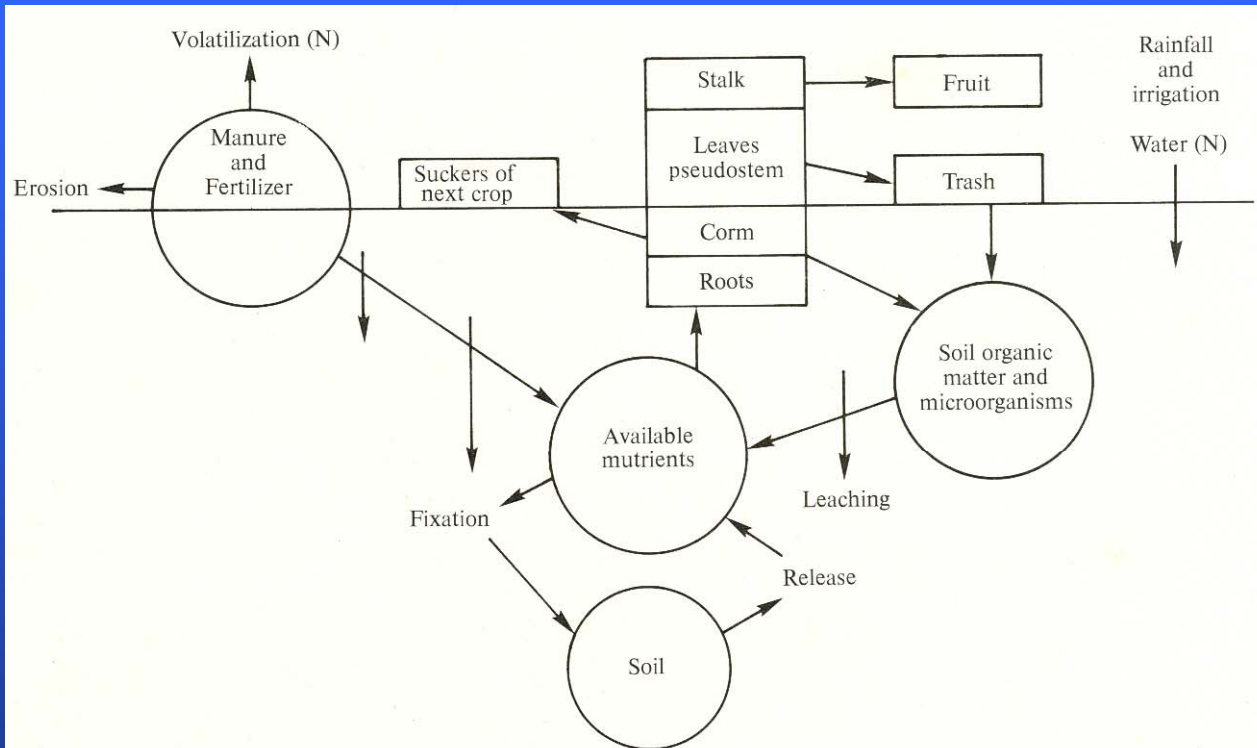 Volatilization (N)
Manure
and
Fertilizer
Erosion
Suckers of
next crop
Stalk
Leaves
pseudostem
Corm
Roots
Fruit
Trash
Rainfall
and
irrigation
Water (N)
Soil organic
matter and
microorganisms
Available
mutrients
Leaching
Fixation
Release
Soil